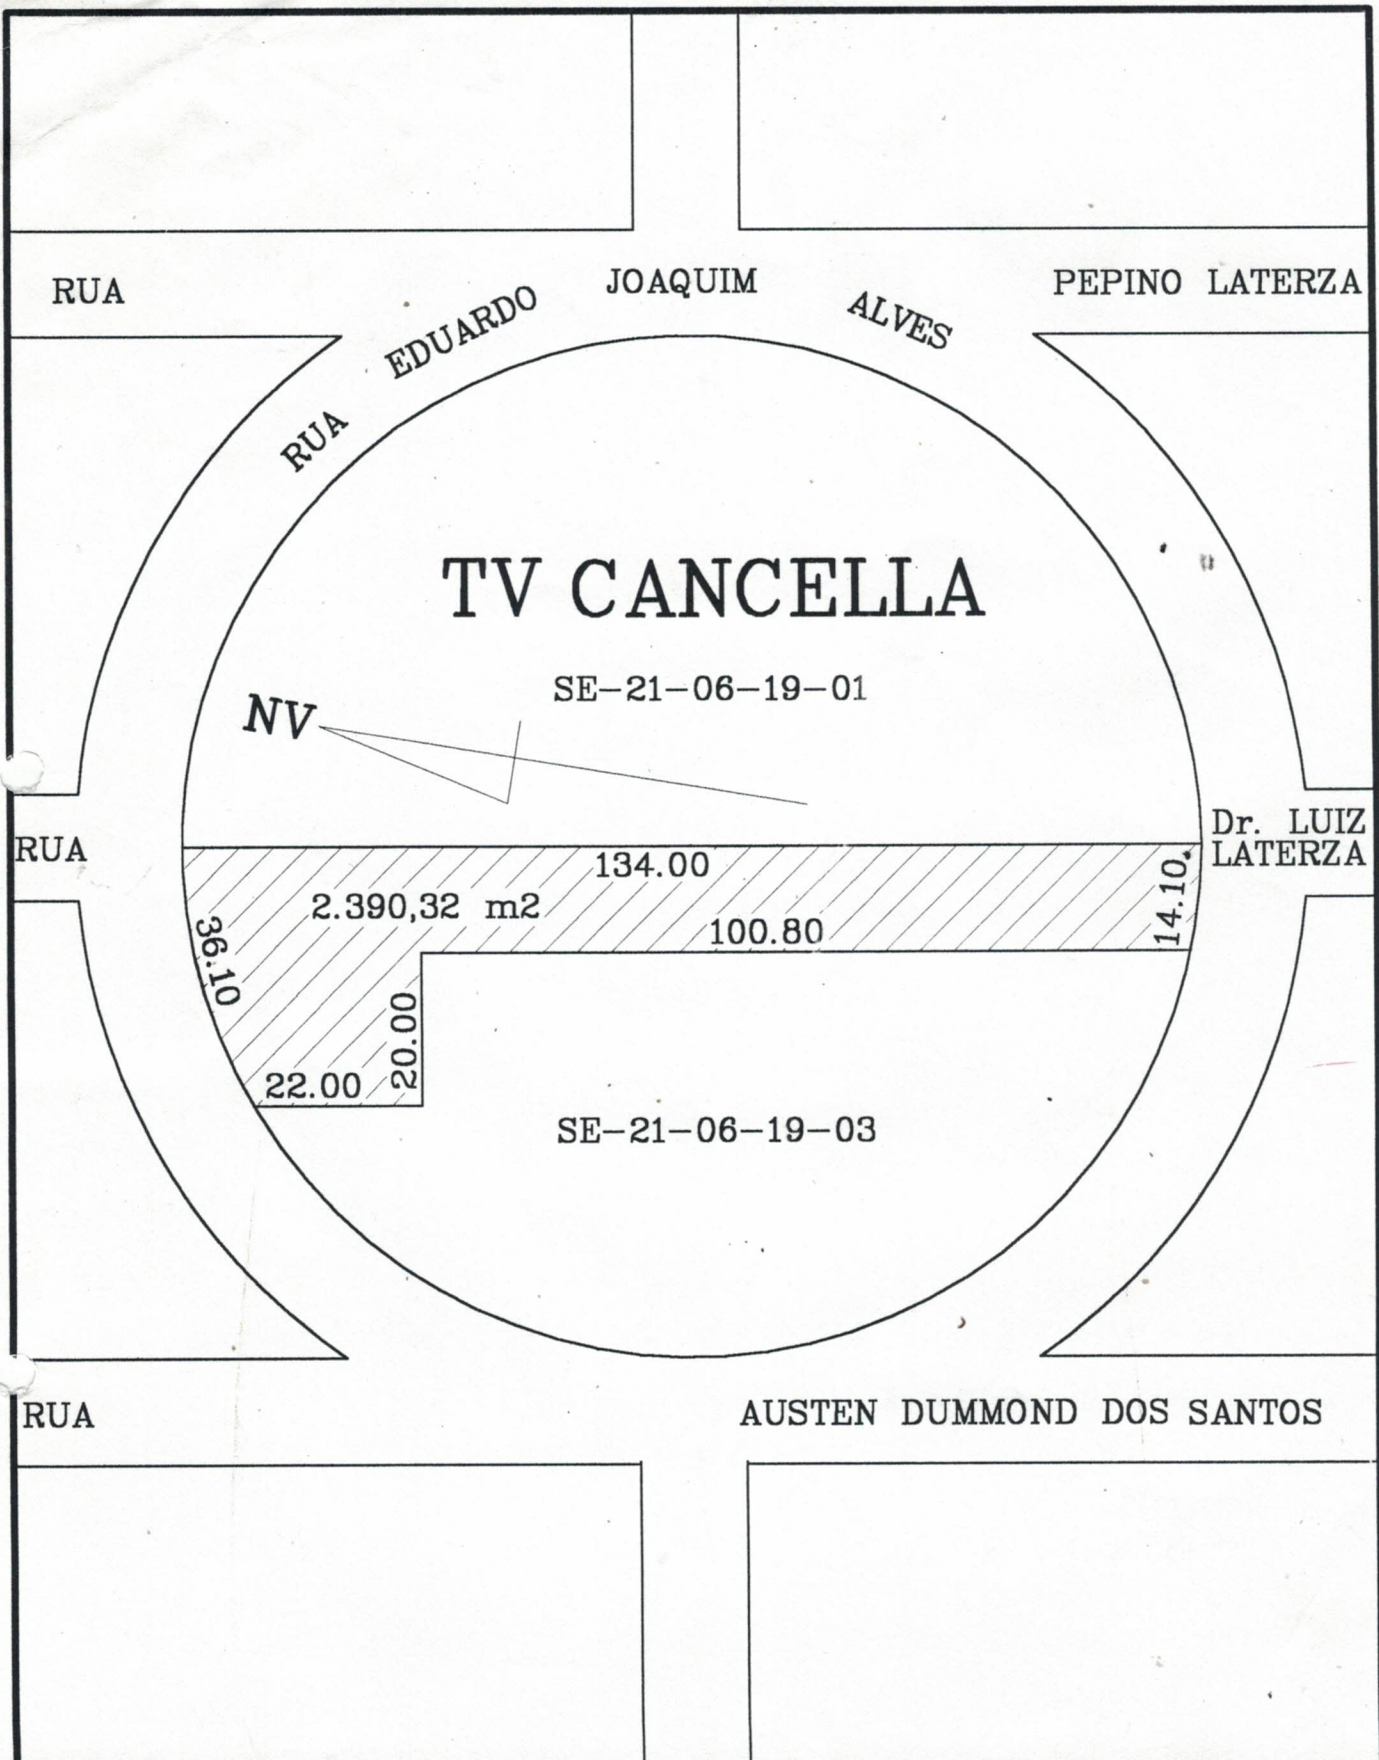 RUA
PEPINO LATERZA
RUA EDUARDO JOAQUIM ALVES
TV CANCELLA
SE-21-06-19-01
NV
RUA
Dr. LUIZ
LATERZA
134.00
14.10
2.390,32 m2
100.80
36.10
20.00
22.00
SE-21-06-19-03
RUA
AUSTEN DUMMOND DOS SANTOS